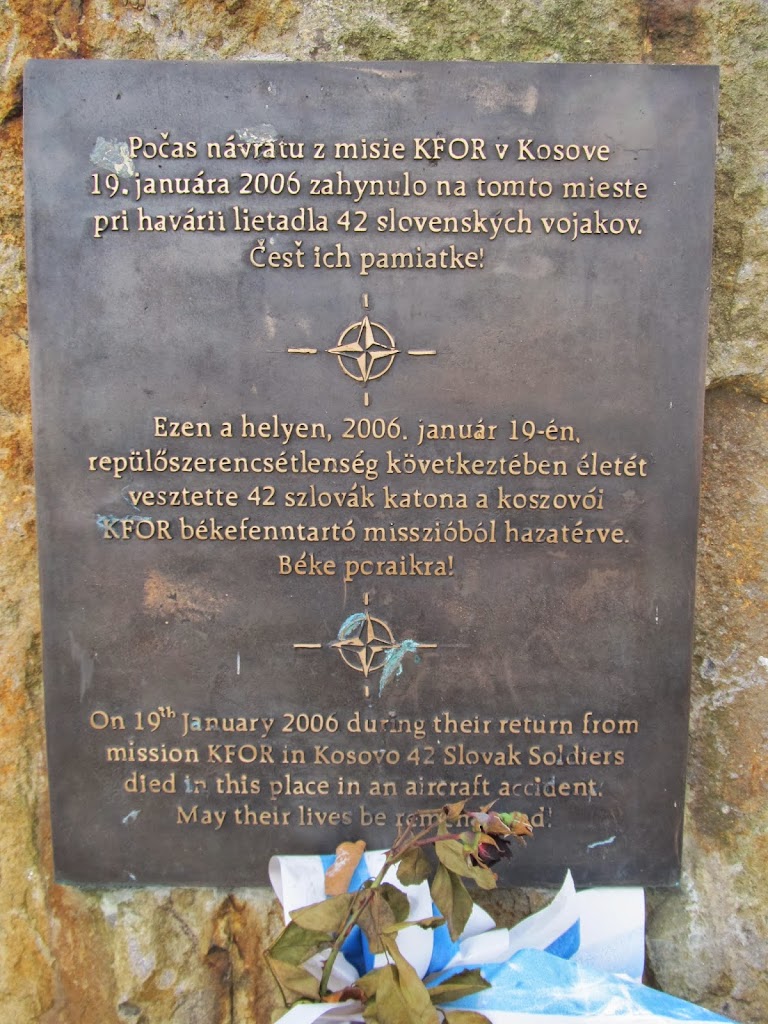 Počas návratu z misie KFOR v Kosove
19. januára 2006 zahynulo na tomto mieste
pri havárii lietadla 42 slovenských vojakov.
Česť ich pamiatke!
Ezen a helyen, 2006. január 19-én,
repülőszerencsétlenség következtében életét
vesztette 42 szlovák katona a koszovói
KFOR békefenntartó misszióból hazatérve.
Béke poraikra!
On 19th January 2006 during their return from
mission KFOR in Kosovo 42 Slovak Soldiers
died in this place in an aircraft accident.
May their lives be